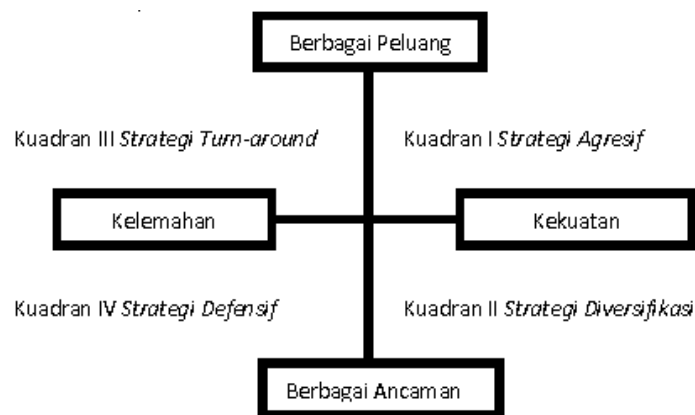 Berbagai Peluang
Kuadran III Strategi Turn-around
Kuadran I Strategi Agresif
Kelemahan
Kekuatan
Kuadran IV Strategi Defensif
Kuadran II Strategi Diversifikasi
Berbagai Ancaman